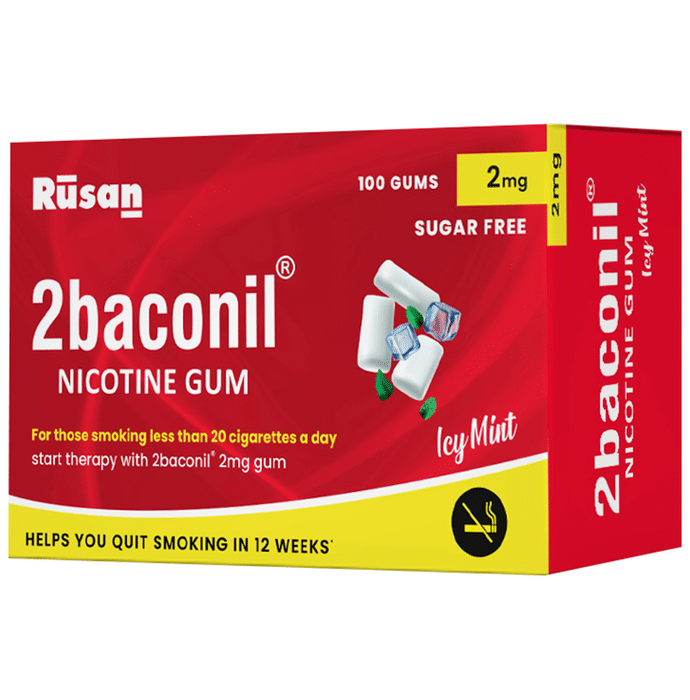 Rūsan
100 GUMS
2mg
SUGAR FREE
2baconil®
NICOTINE GUM
For those smoking less than 20 cigarettes a day
start therapy with 2baconil® 2mg gum
Icy Mint
HELPS YOU QUIT SMOKING IN 12 WEEKS*
2mg
2baconil®
NICOTINE GUM
Icy Mint